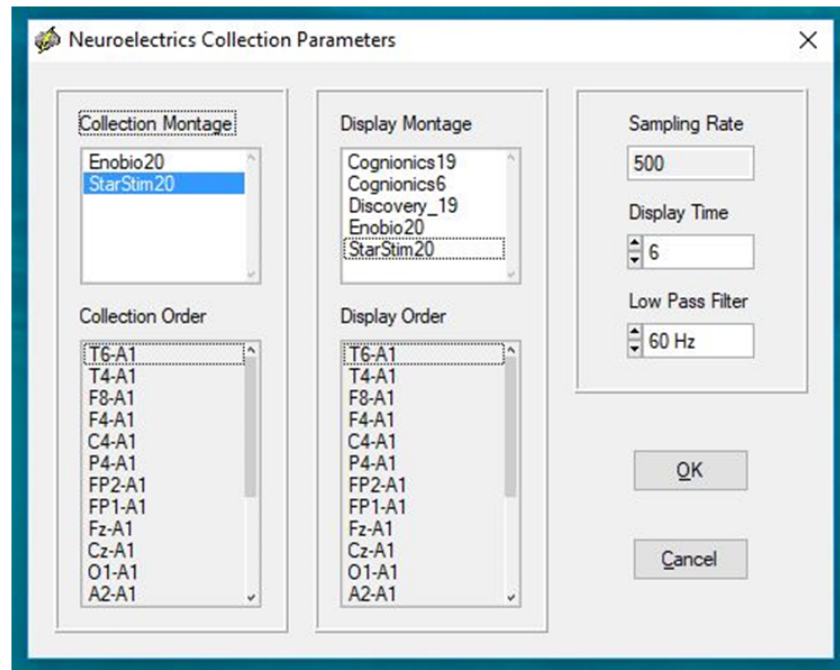 Neuroelectrics Collection Parameters
Collection Montage
Enobio20
StarStim20
Collection Order
T6-A1
T4-A1
F8-A1
F4-A1
C4-A1
P4-A1
FP2-A1
FP1-A1
Fz-A1
Cz-A1
O1-A1
A2-A1
Display Montage
Cognionics19
Cognionics6
Discovery_19
Enobio20
StarStim20
Display Order
T6-A1
T4-A1
F8-A1
F4-A1
C4-A1
P4-A1
FP2-A1
FP1-A1
Fz-A1
Cz-A1
O1-A1
A2-A1
Sampling Rate
500
Display Time
6
Low Pass Filter
60 Hz
OK
Cancel